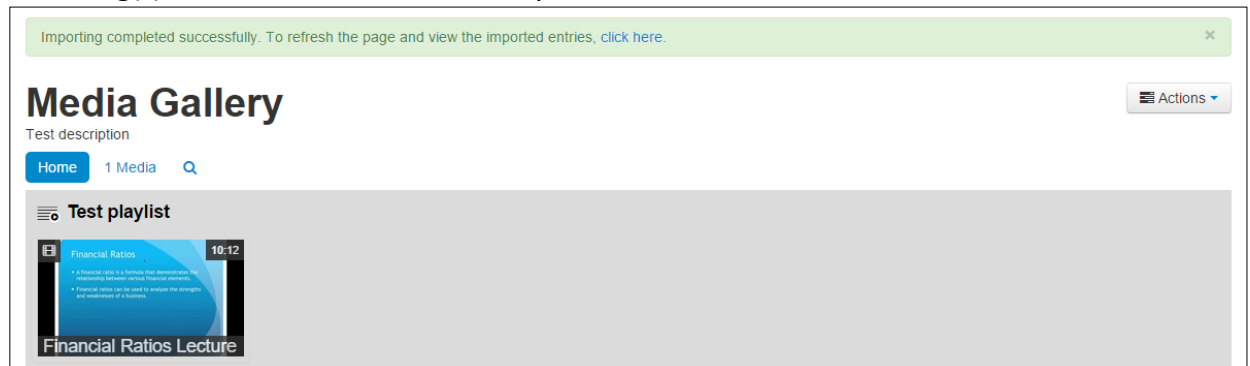 Importing completed successfully. To refresh the page and view the imported entries, click here.
×
Media Gallery
Actions
Test description
Home 1 Media
Test playlist
10:12
Financial Ratios
• A financial ratio is a formula that demonstrates the
relationship between various financial elements.
• Financial ratios can be used to analyze the strengths
and weaknesses of a business.
Financial Ratios Lecture